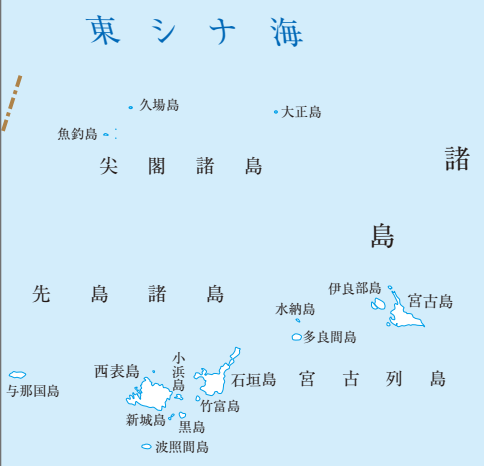 東シナ海
久場島
大正島
魚釣島
尖閣諸島
諸
島
先島諸島
伊良部島
宮古島
水納島
多良間島
小浜島
西表島
石垣島
宮古列島
与那国島
竹富島
新城島
黒島
波照間島